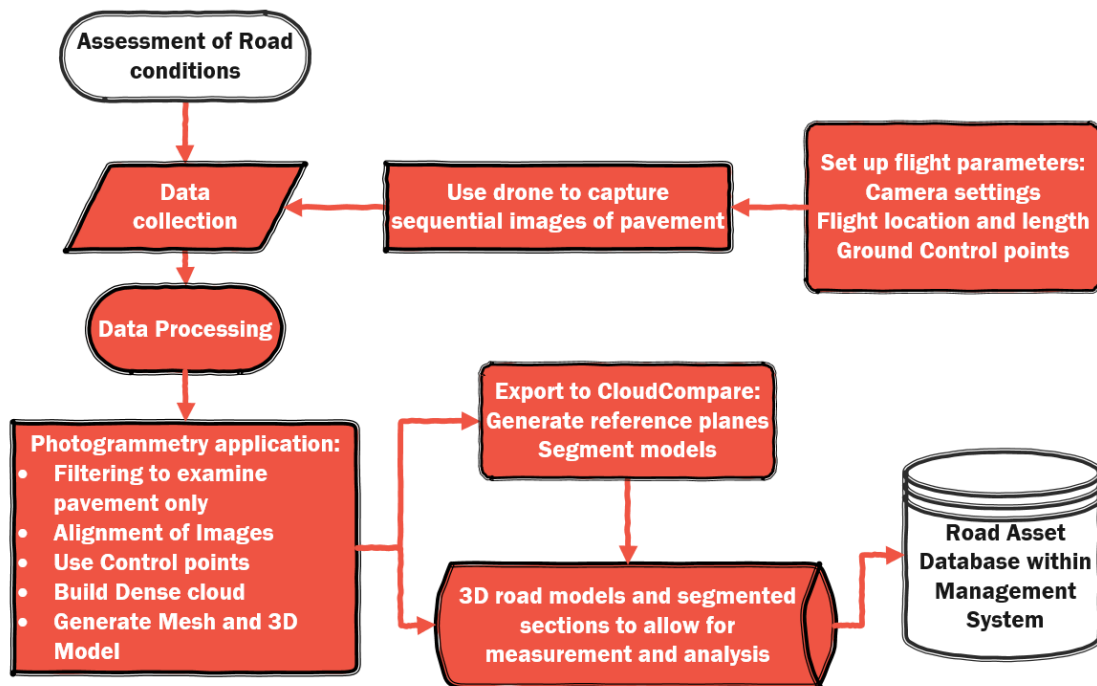 Assessment of Road
conditions
Data
collection
Use drone to capture
sequential images of pavement
Set up flight parameters:
Camera settings
Flight location and length
Ground Control points
Data Processing
Photogrammetry application:
• Filtering to examine
pavement only
• Alignment of Images
• Use Control points
• Build Dense cloud
• Generate Mesh and 3D
Model
Export to CloudCompare:
Generate reference planes
Segment models
3D road models and segmented
sections to allow for
measurement and analysis
Road Asset
Database within
Management
System